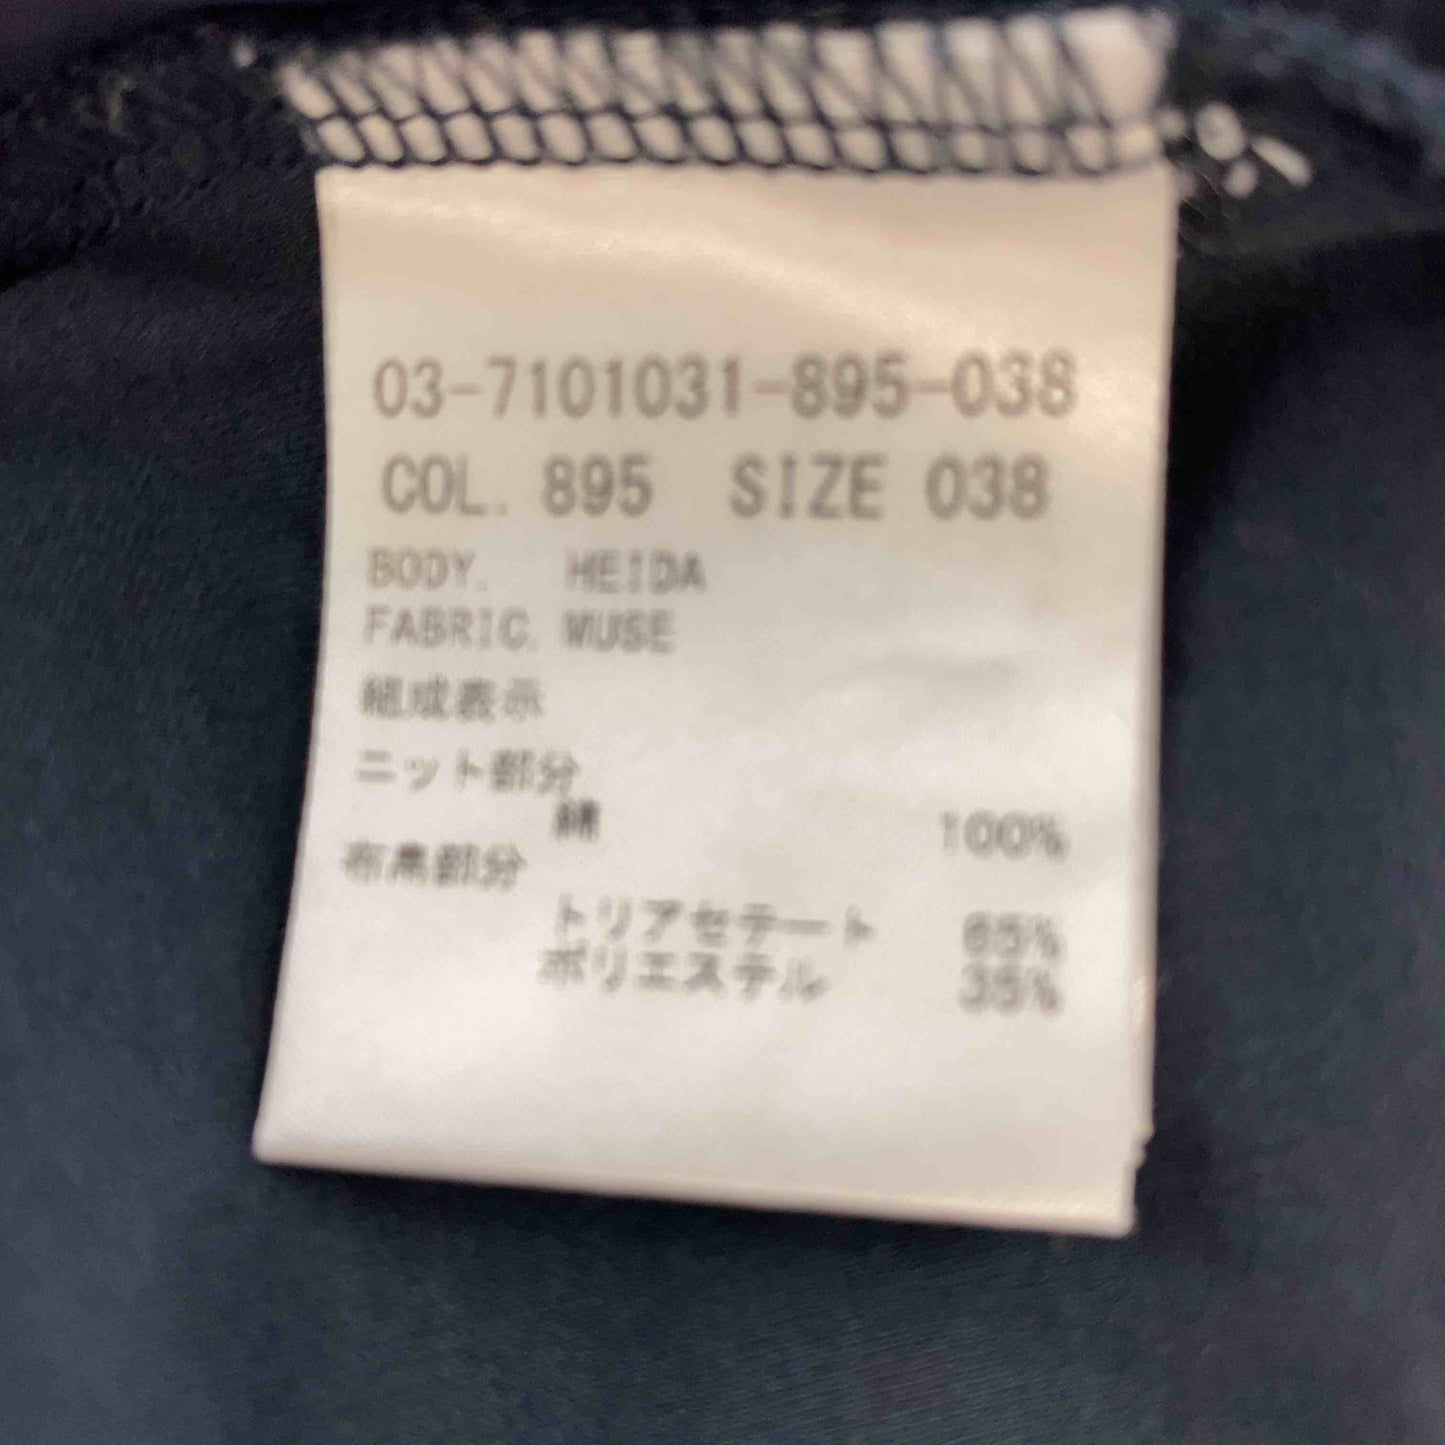 03-7101031-895-038
COL. 895 SIZE 038
BODY. HEIDA
FABRIC. MUSE
組成表示
ニット部分
綿 100%
布帛部分
トリアセテート 65%
ポリエステル 35%